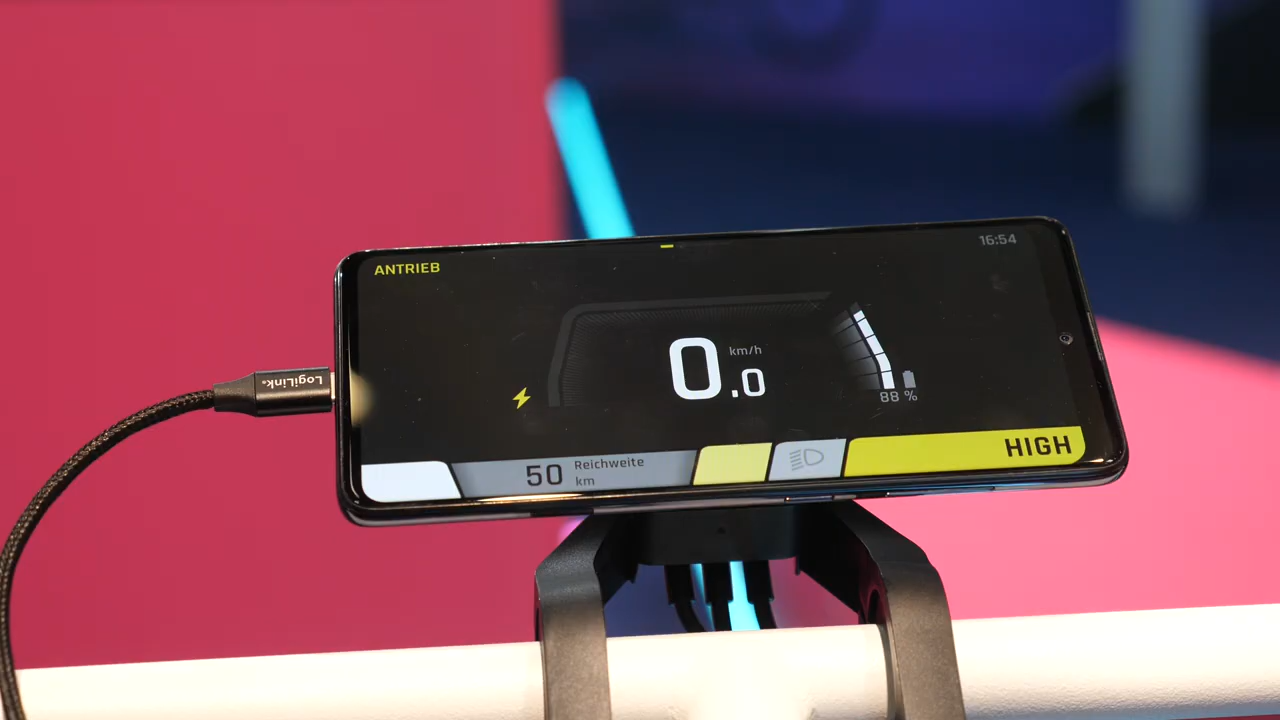 16:54
ANTRIEB
0.0 km/h
88 %
LogiLink®
50 Reichweite
km
HIGH